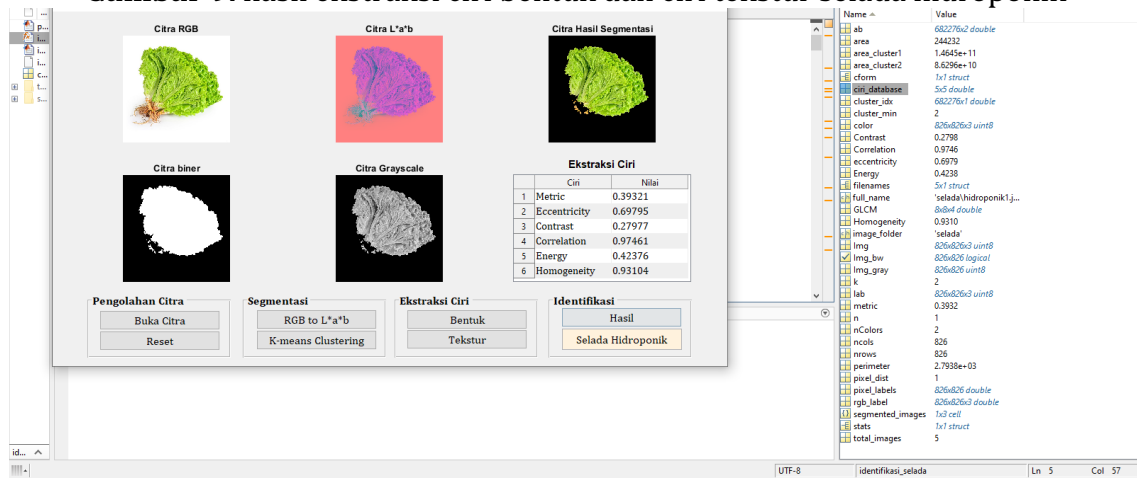 Gambar 9. hasil ekstraksi ciri bentuk dan ciri tekstur selada hidroponik
...
p...
i...
i...
i...
c...
t...
s...
id...
Citra RGB
Citra L*a*b
Citra Hasil Segmentasi
Citra biner
Citra Grayscale
Ekstraksi Ciri
Ciri Nilai
1 Metric 0.39321
2 Eccentricity 0.69795
3 Contrast 0.27977
4 Correlation 0.97461
5 Energy 0.42376
6 Homogeneity 0.93104
Pengolahan Citra
Buka Citra
Reset
Segmentasi
RGB to L*a*b
K-means Clustering
Ekstraksi Ciri
Bentuk
Tekstur
Identifikasi
Hasil
Selada Hidroponik
Name Value
ab 682276x2 double
area 244232
area_cluster1 1.4645e+11
area_cluster2 8.6296e+10
cform 1x1 struct
ciri_database 5x5 double
cluster_idx 682276x1 double
cluster_min 2
color 826x826x3 uint8
Contrast 0.2798
Correlation 0.9746
eccentricity 0.6979
Energy 0.4238
filenames 5x1 struct
full_name 'selada\hidroponik1.j...
GLCM 8x8x4 double
Homogeneity 0.9310
image_folder 'selada'
Img 826x826x3 uint8
Img_bw 826x826 logical
Img_gray 826x826 uint8
k 2
lab 826x826x3 uint8
metric 0.3932
n 1
nColors 2
ncols 826
nrows 826
perimeter 2.7938e+03
pixel_dist 1
pixel_labels 826x826 double
rgb_label 826x826x3 double
segmented_images 1x3 cell
stats 1x1 struct
total_images 5
UTF-8 identifikasi_selada Ln 5 Col 57